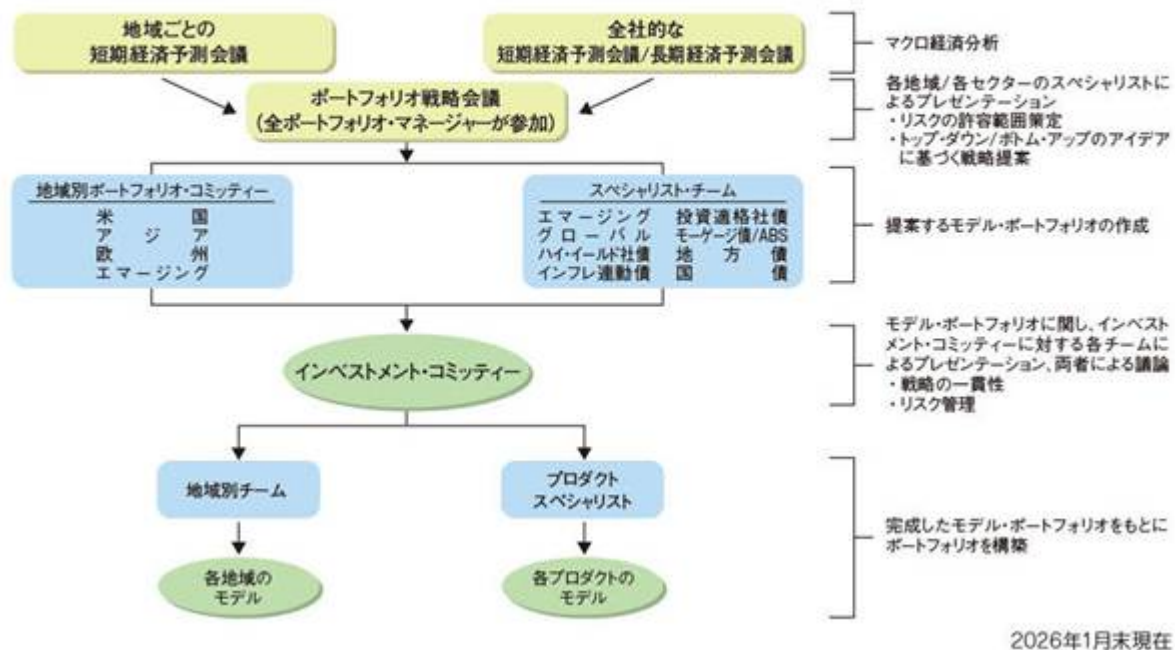 地域ごとの
短期経済予測会議
全社的な
短期経済予測会議/長期経済予測会議
マクロ経済分析
ポートフォリオ戦略会議
(全ポートフォリオ・マネージャーが参加)
各地域/各セクターのスペシャリスト
によるプレゼンテーション
・リスクの許容範囲策定
・トップ・ダウン/ボトム・アップのアイデア
に基づく戦略提案
地域別ポートフォリオ・コミッティー
米国
アジア
欧州
エマージング
スペシャリスト・チーム
エマージング 投資適格社債
グローバル モーゲージ債/ABS
ハイ・イールド社債 地方債
インフレ連動債 国債
提案するモデル・ポートフォリオの作成
インベストメント・コミッティー
モデル・ポートフォリオに関し、インベスト
メント・コミッティーに対する各チームに
よるプレゼンテーション、両者による議論
・戦略の一貫性
・リスク管理
地域別チーム
プロダクト
スペシャリスト
完成したモデル・ポートフォリオをもとに
ポートフォリオを構築
各地域の
モデル
各プロダクトの
モデル
2026年1月末現在